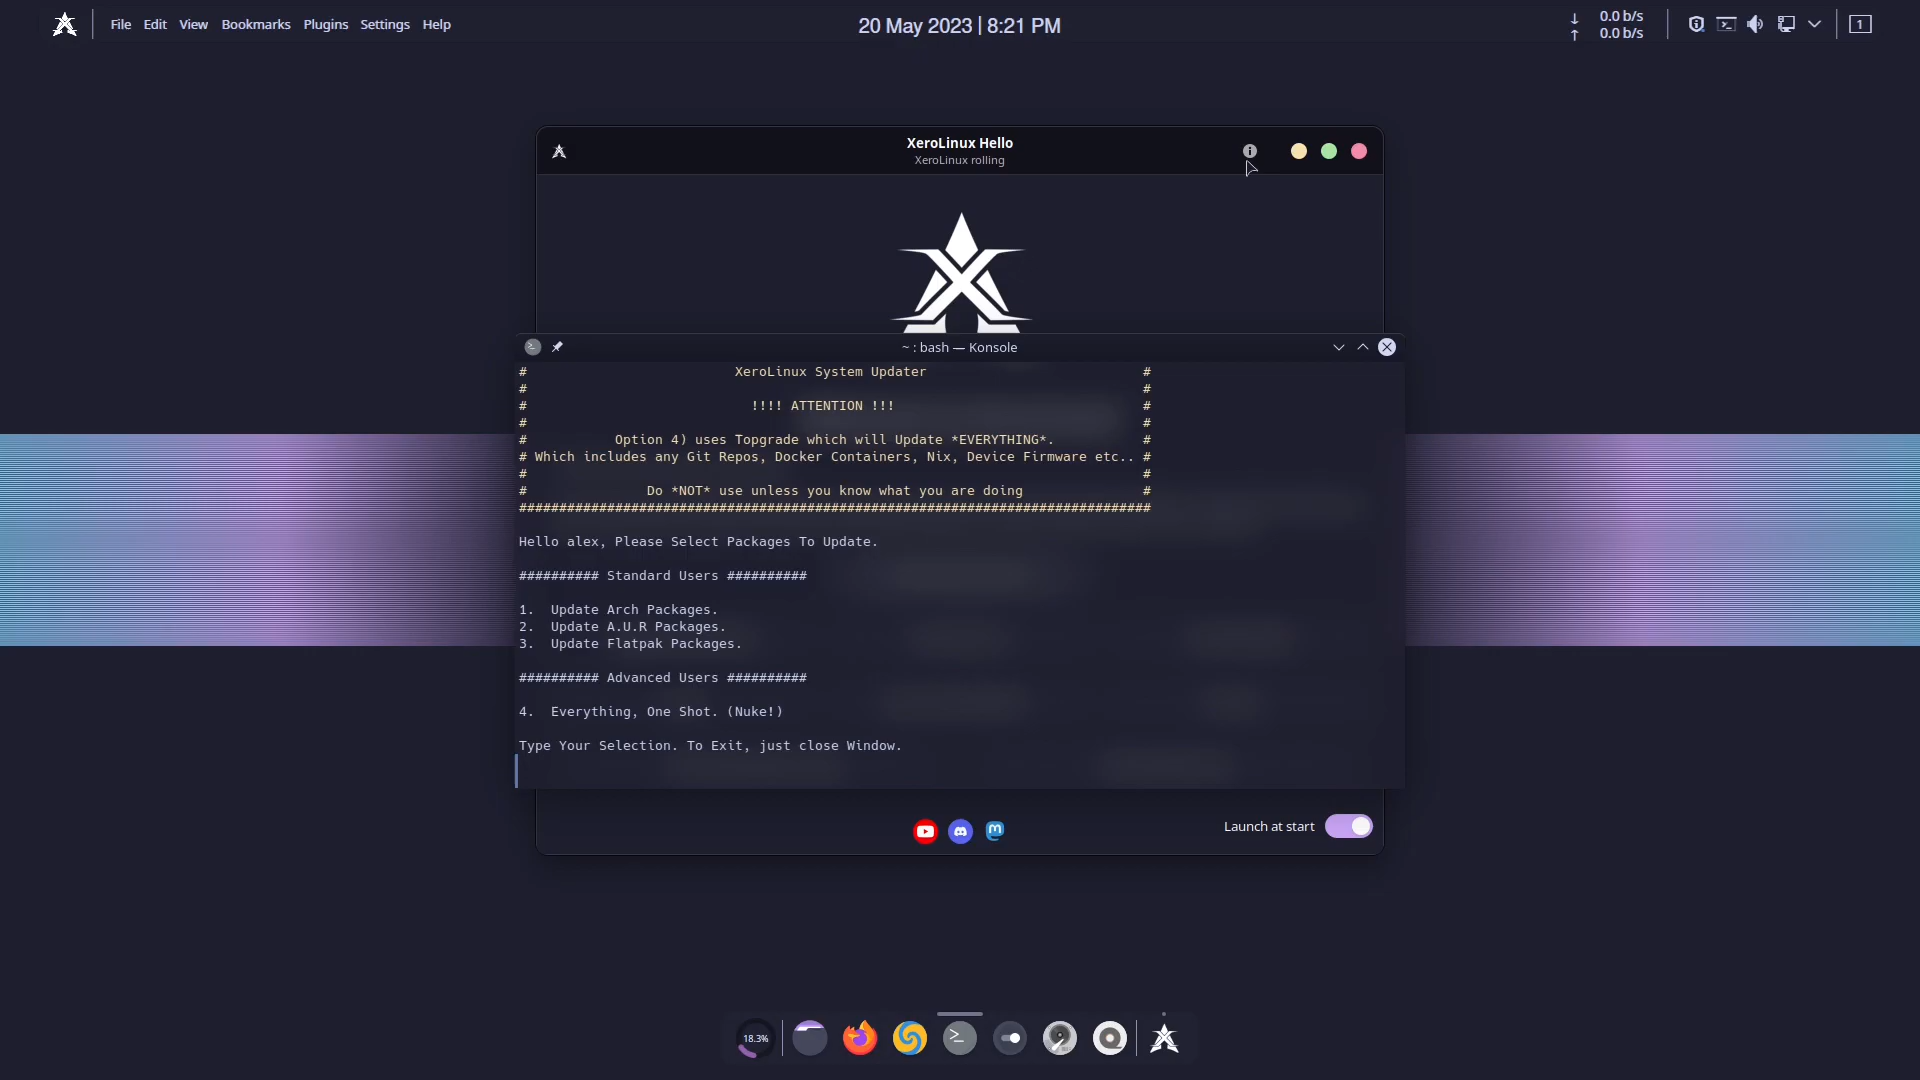 File Edit View Bookmarks Plugins Settings Help
20 May 2023 | 8:21 PM
↓ 0.0 b/s
↑ 0.0 b/s
1
XeroLinux Hello
XeroLinux rolling
~ : bash — Konsole
# XeroLinux System Updater #
# #
# !!!! ATTENTION !!! #
# #
# Option 4) uses Topgrade which will Update *EVERYTHING*. #
# Which includes any Git Repos, Docker Containers, Nix, Device Firmware etc.. #
# #
# Do *NOT* use unless you know what you are doing #
###############################################################################
Hello alex, Please Select Packages To Update.
########## Standard Users ##########
1. Update Arch Packages.
2. Update A.U.R Packages.
3. Update Flatpak Packages.
########## Advanced Users ##########
4. Everything, One Shot. (Nuke!)
Type Your Selection. To Exit, just close Window.
Launch at start
18.3%